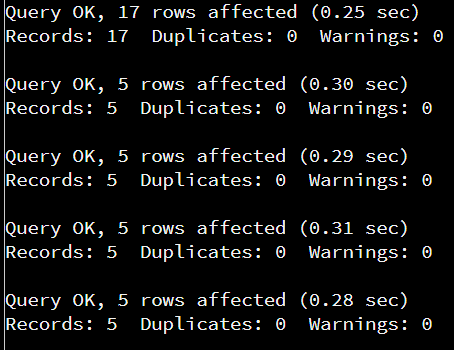 Query OK, 17 rows affected (0.25 sec)
Records: 17  Duplicates: 0  Warnings: 0

Query OK, 5 rows affected (0.30 sec)
Records: 5  Duplicates: 0  Warnings: 0

Query OK, 5 rows affected (0.29 sec)
Records: 5  Duplicates: 0  Warnings: 0

Query OK, 5 rows affected (0.31 sec)
Records: 5  Duplicates: 0  Warnings: 0

Query OK, 5 rows affected (0.28 sec)
Records: 5  Duplicates: 0  Warnings: 0